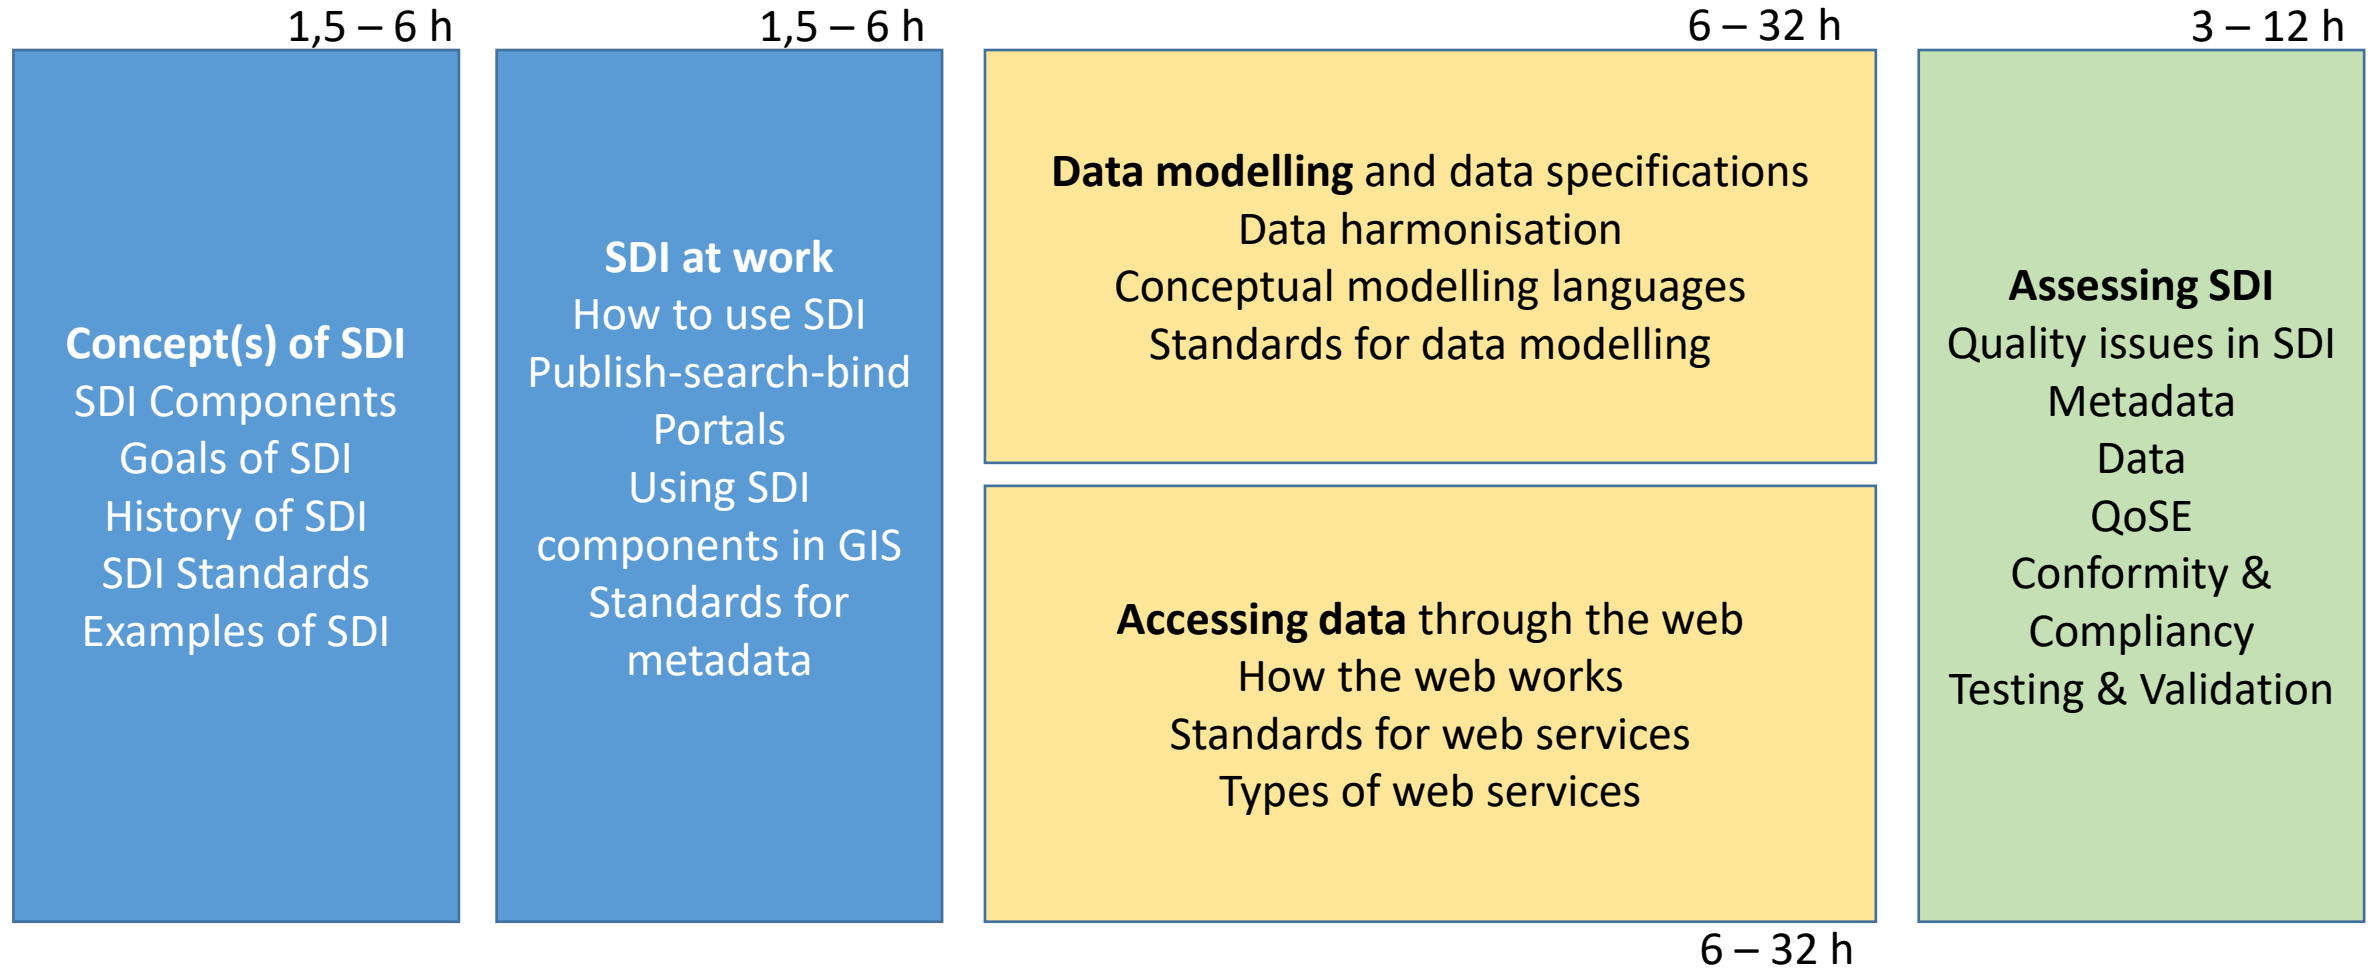 1,5 – 6 h
Concept(s) of SDI
SDI Components
Goals of SDI
History of SDI
SDI Standards
Examples of SDI
1,5 – 6 h
SDI at work
How to use SDI
Publish-search-bind
Portals
Using SDI
components in GIS
Standards for
metadata
6 – 32 h
Data modelling and data specifications
Data harmonisation
Conceptual modelling languages
Standards for data modelling
Accessing data through the web
How the web works
Standards for web services
Types of web services
6 – 32 h
3 – 12 h
Assessing SDI
Quality issues in SDI
Metadata
Data
QoSE
Conformity &
Compliancy
Testing & Validation